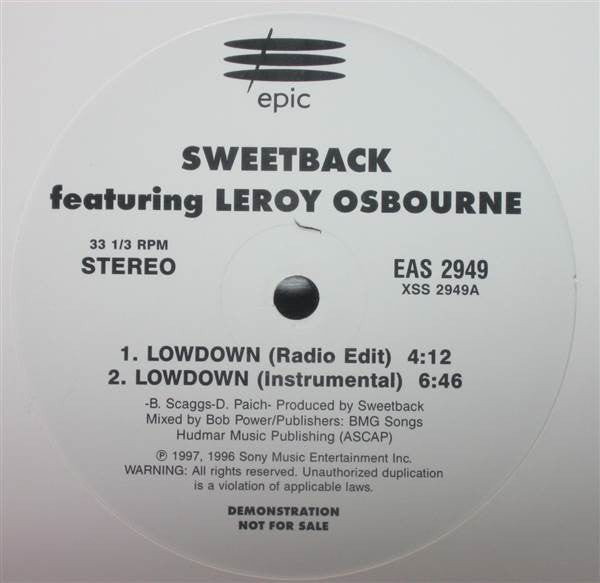 epic
SWEETBACK
featuring LEROY OSBOURNE
33 1/3 RPM
STEREO
EAS 2949
XSS 2949A
1. LOWDOWN (Radio Edit) 4:12
2. LOWDOWN (Instrumental) 6:46
-B. Scaggs-D. Paich- Produced by Sweetback
Mixed by Bob Power/Publishers: BMG Songs
Hudmar Music Publishing (ASCAP)
℗ 1997, 1996 Sony Music Entertainment Inc.
WARNING: All rights reserved. Unauthorized duplication
is a violation of applicable laws.
DEMONSTRATION
NOT FOR SALE